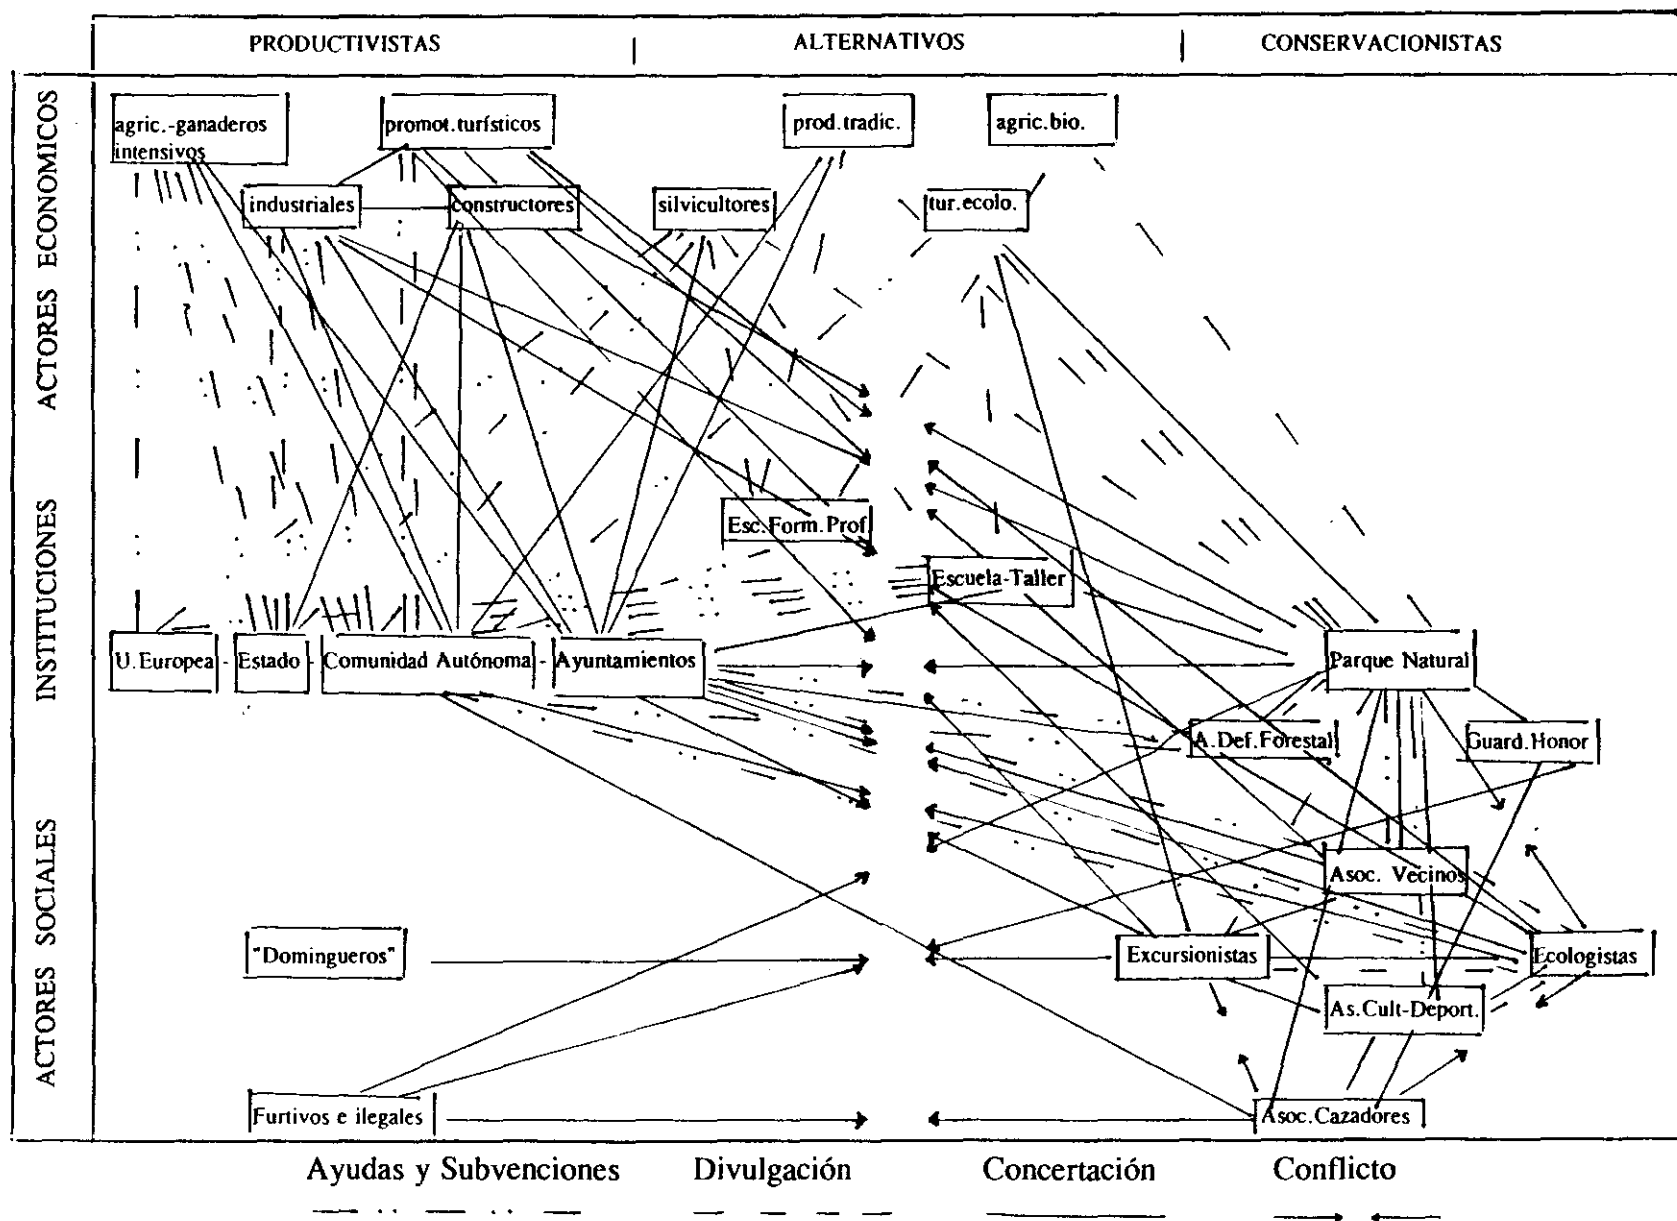 PRODUCTIVISTAS | ALTERNATIVOS | CONSERVACIONISTAS
ACTORES ECONOMICOS
agric.-ganaderos
intensivos
promot.turísticos
prod.tradic.
agric.bio.
industriales
constructores
silvicultores
tur.ecolo.
INSTITUCIONES
Esc.Form.Prof.
Escuela-Taller
U.Europea - Estado - Comunidad Autónoma - Ayuntamientos
Parque Natural
A.Def.Forestal
Guard.Honor
ACTORES SOCIALES
Asoc. Vecinos
"Domingueros"
Excursionistas
Ecologistas
As.Cult-Deport.
Furtivos e ilegales
Asoc.Cazadores
Ayudas y Subvenciones
Divulgación
Concertación
Conflicto